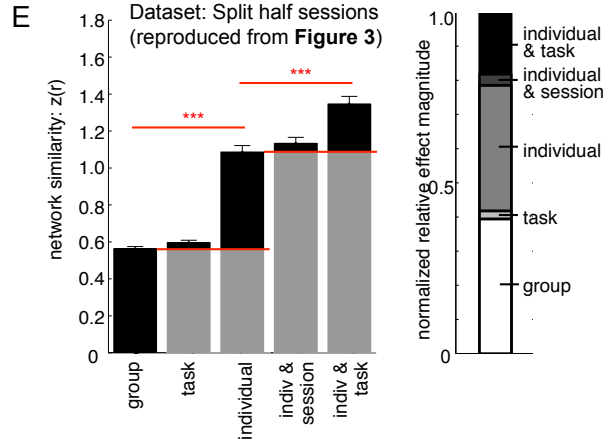 E
Dataset: Split half sessions
(reproduced from Figure 3)
network similarity: z(r)
1.8
1.6
1.4
1.2
1.0
0.8
0.6
0.4
0.2
0
***
***
group
task
individual
indiv &
session
indiv &
task
normalized relative effect magnitude
1.0
0.5
0
individual
& task
individual
& session
individual
task
group